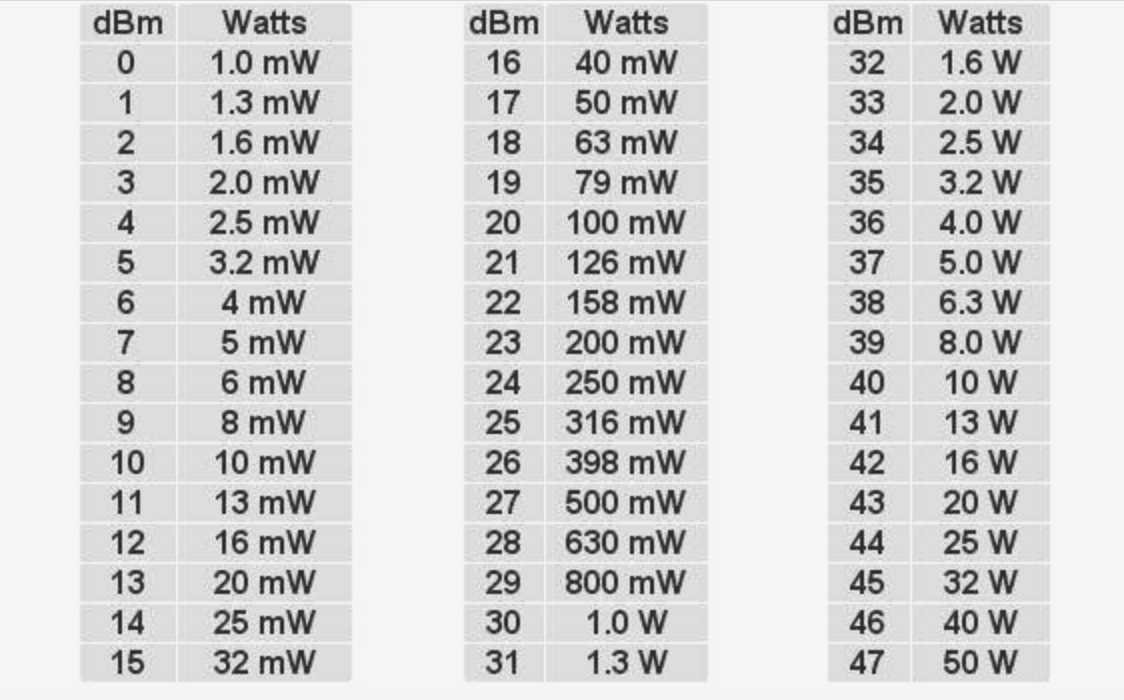 dBm Watts dBm Watts dBm Watts
0 1.0 mW 16 40 mW 32 1.6 W
1 1.3 mW 17 50 mW 33 2.0 W
2 1.6 mW 18 63 mW 34 2.5 W
3 2.0 mW 19 79 mW 35 3.2 W
4 2.5 mW 20 100 mW 36 4.0 W
5 3.2 mW 21 126 mW 37 5.0 W
6 4 mW 22 158 mW 38 6.3 W
7 5 mW 23 200 mW 39 8.0 W
8 6 mW 24 250 mW 40 10 W
9 8 mW 25 316 mW 41 13 W
10 10 mW 26 398 mW 42 16 W
11 13 mW 27 500 mW 43 20 W
12 16 mW 28 630 mW 44 25 W
13 20 mW 29 800 mW 45 32 W
14 25 mW 30 1.0 W 46 40 W
15 32 mW 31 1.3 W 47 50 W